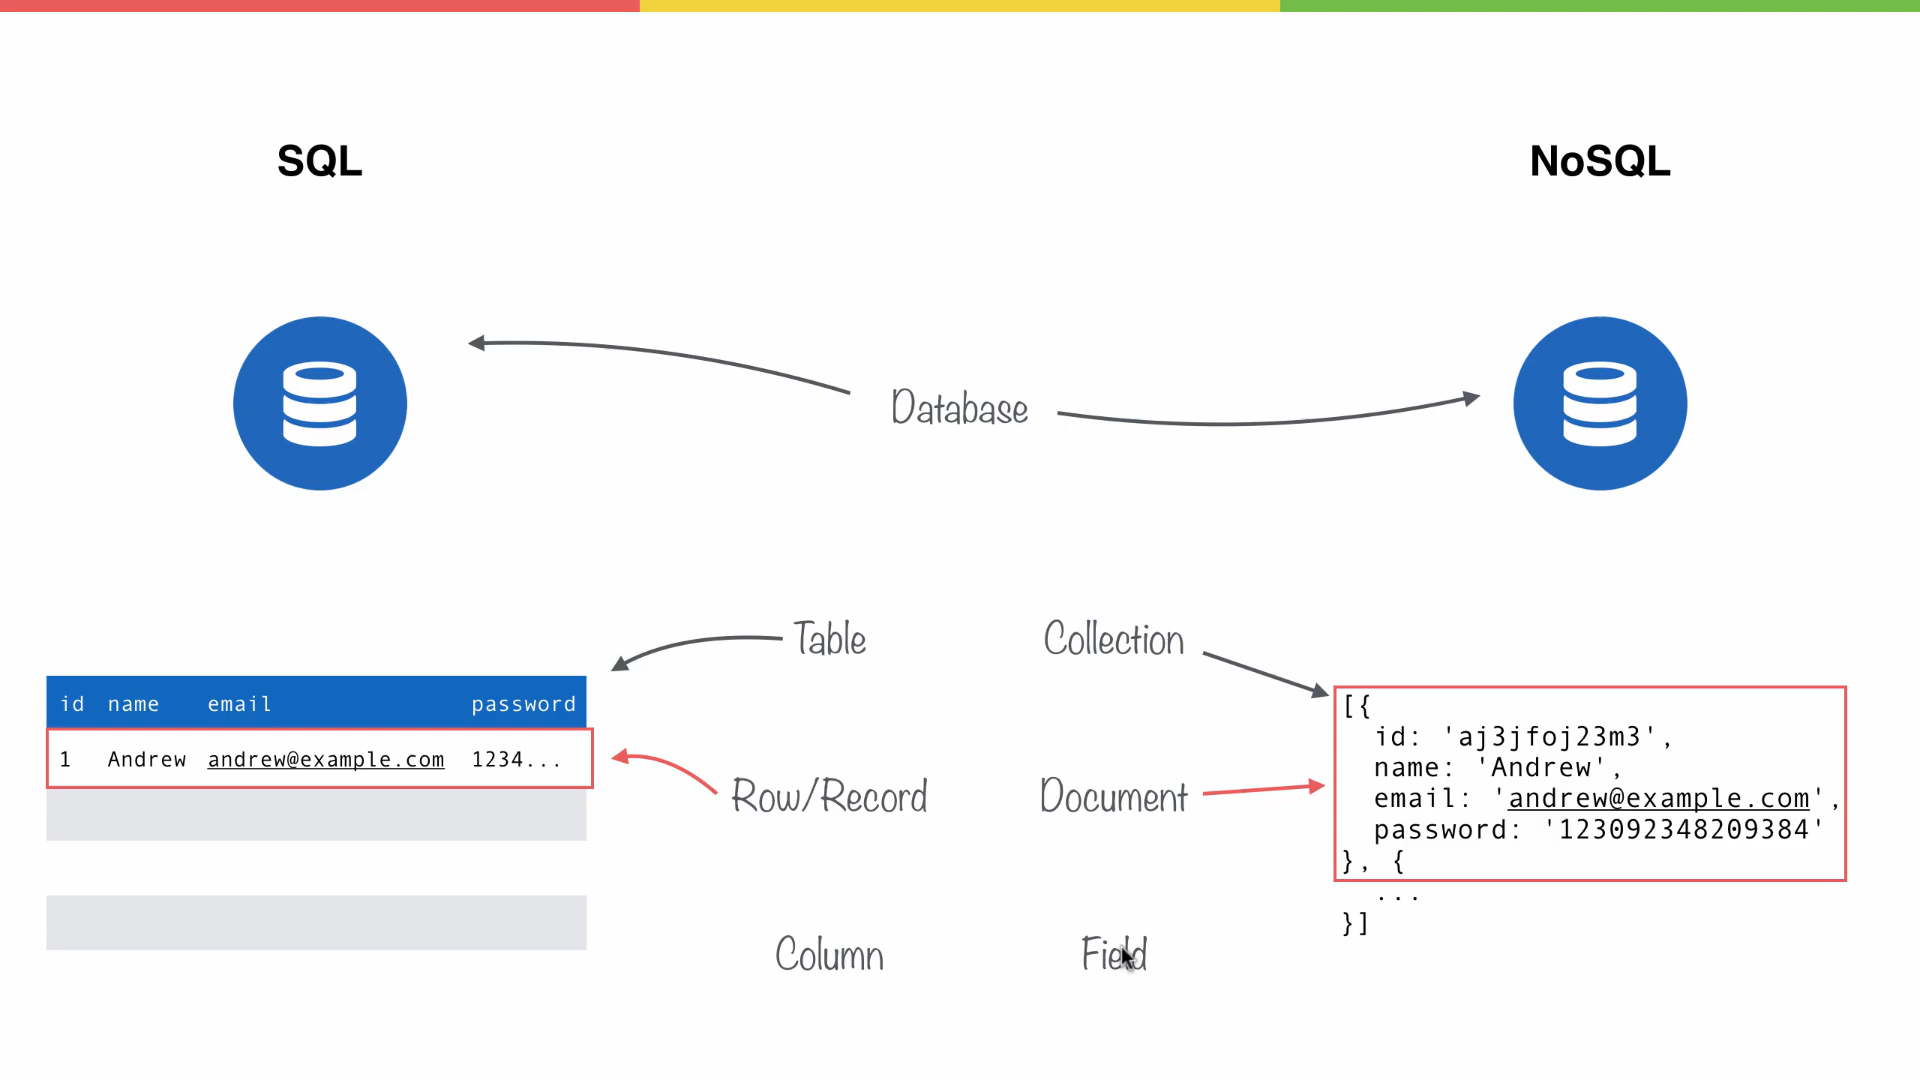 SQL
NoSQL
Database
Table
Collection
id name email password
1 Andrew andrew@example.com 1234...
Row/Record
Document
Column
Field
[{
  id: 'aj3jfoj23m3',
  name: 'Andrew',
  email: 'andrew@example.com',
  password: '123092348209384'
}, {
  ...
}]